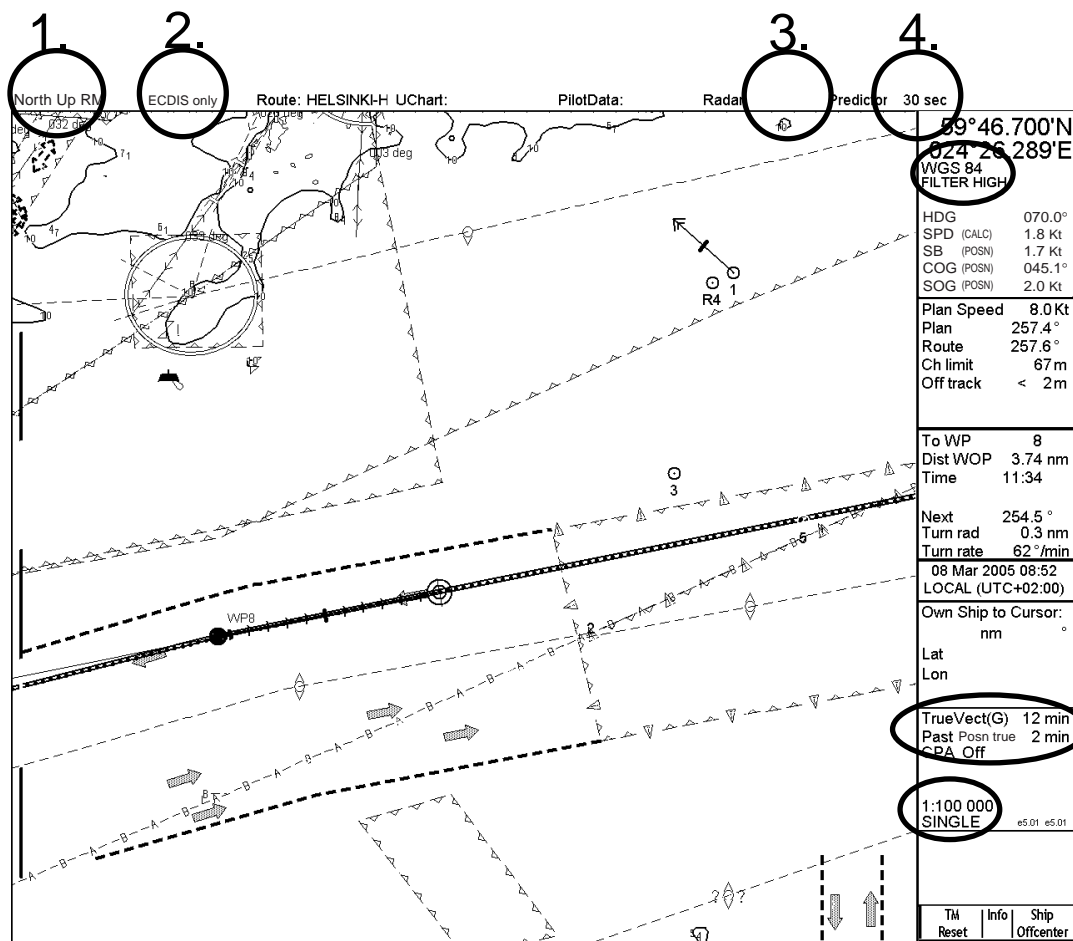 1. 2. 3. 4.
North Up RM ECDIS only Route: HELSINKI-H UChart: PilotData: Radar Predictor 30 sec
59°46.700'N
024°26.289'E
WGS 84
FILTER HIGH
HDG 070.0°
SPD (CALC) 1.8 Kt
SB (POSN) 1.7 Kt
COG (POSN) 045.1°
SOG (POSN) 2.0 Kt
Plan Speed 8.0 Kt
Plan 257.4°
Route 257.6°
Ch limit 67 m
Off track < 2 m
To WP 8
Dist WOP 3.74 nm
Time 11:34
Next 254.5 °
Turn rad 0.3 nm
Turn rate 62°/min
08 Mar 2005 08:52
LOCAL (UTC+02:00)
Own Ship to Cursor:
nm °
Lat
Lon
TrueVect(G) 12 min
Past Posn true 2 min
CPA Off
1:100 000
SINGLE e5.01 e5.01
TM Reset
Info
Ship Offcenter
032 deg
003 deg
R4
1
3
5
2
WP8
A B A B A B
? ?